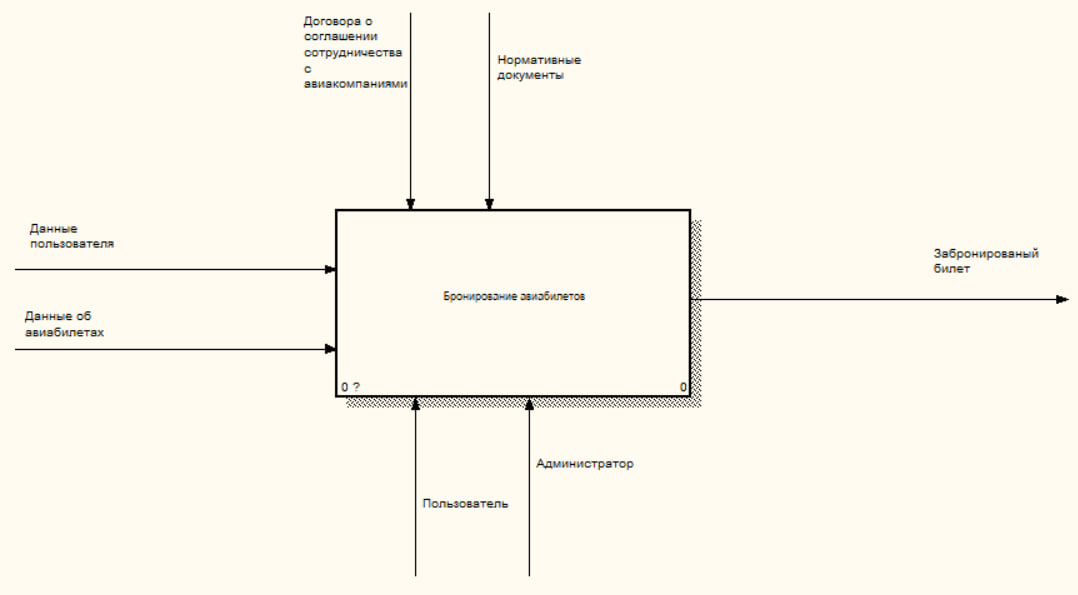 Договора о
соглашении
сотрудничества
с
авиакомпаниями
Нормативные
документы
Данные
пользователя
Данные об
авиабилетах
Бронирование авиабилетов
0 ?
0
Забронированый
билет
Администратор
Пользователь